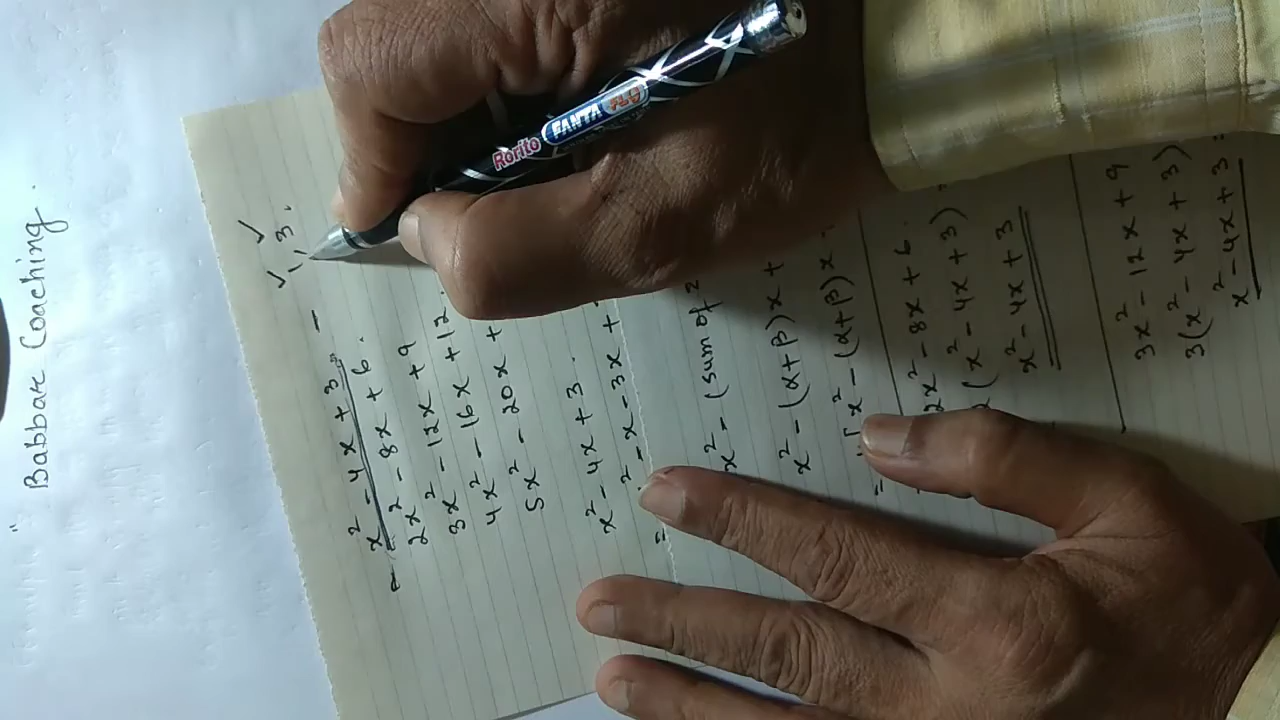 "Babbar Coaching.
✓ ✓
1, 3.
x² - 4x + 3 -
2x² - 8x + 6.
3x² - 12x + 9
4x² - 16x + 12.
5x² - 20x +
x² - 4x + 3.
= x² - x - 3x +
x² - (sum of z
x² - (α+β)x +
= [x² - (α+β)x
2x² - 8x + 6.
2(x² - 4x + 3)
x² - 4x + 3
3x² - 12x + 9
3(x² - 4x + 3)
x² - 4x + 3 =
Rorito FANTA FLO